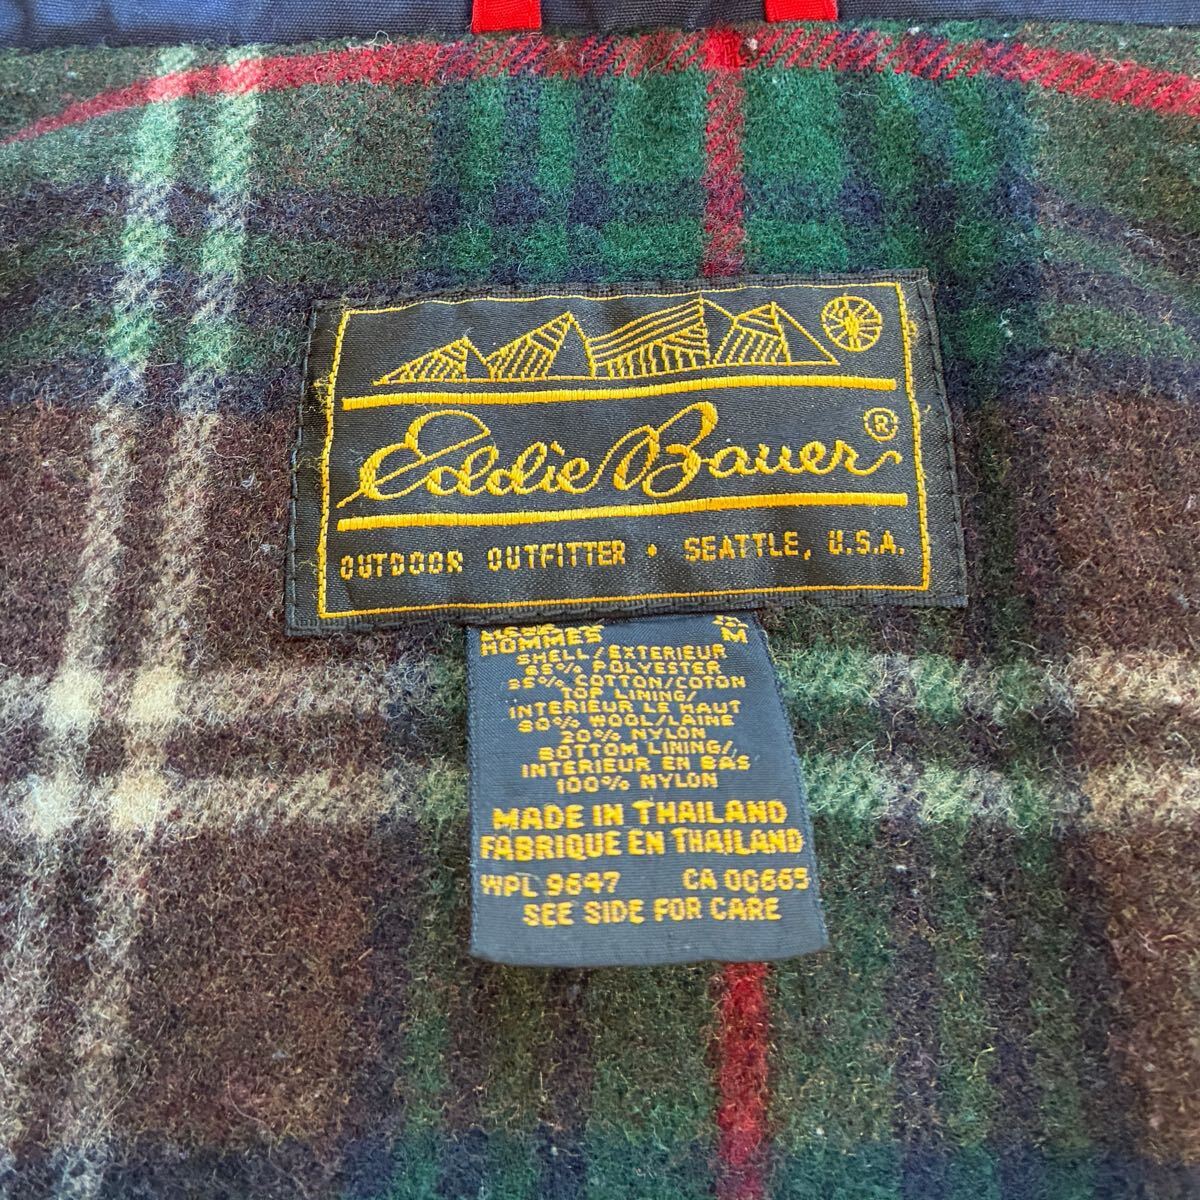 W
Eddie Bauer®
OUTDOOR OUTFITTER • SEATTLE, U.S.A.
HOMMES M
SHELL/EXTERIEUR
65% POLYESTER
35% COTTON/COTON
TOP LINING/
INTERIEUR LE HAUT
80% WOOL/LAINE
20% NYLON
BOTTOM LINING/
INTERIEUR EN BAS
100% NYLON
MADE IN THAILAND
FABRIQUE EN THAILAND
WPL 9647 CA 00665
SEE SIDE FOR CARE